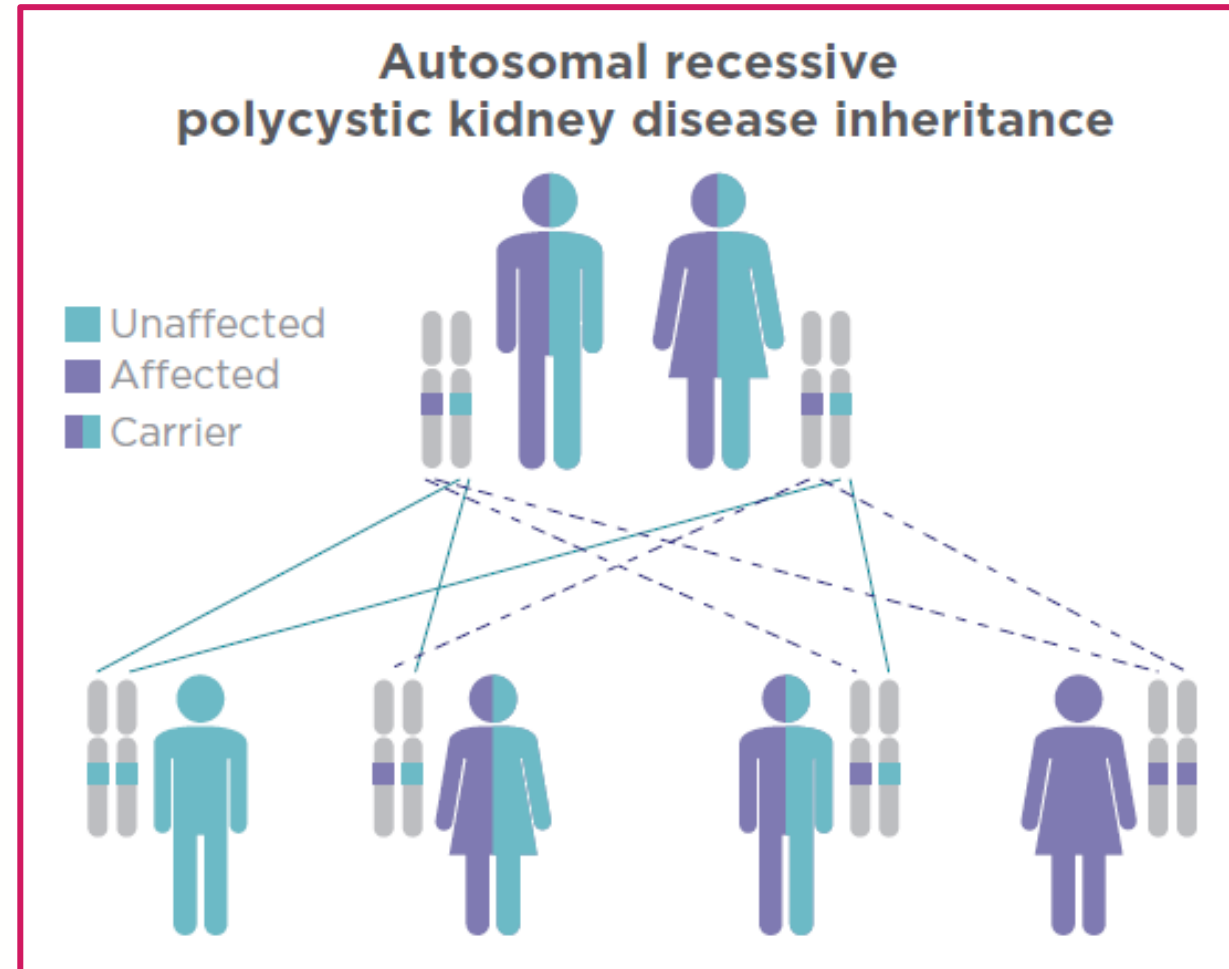 Autosomal recessive
polycystic kidney disease inheritance
Unaffected
Affected
Carrier